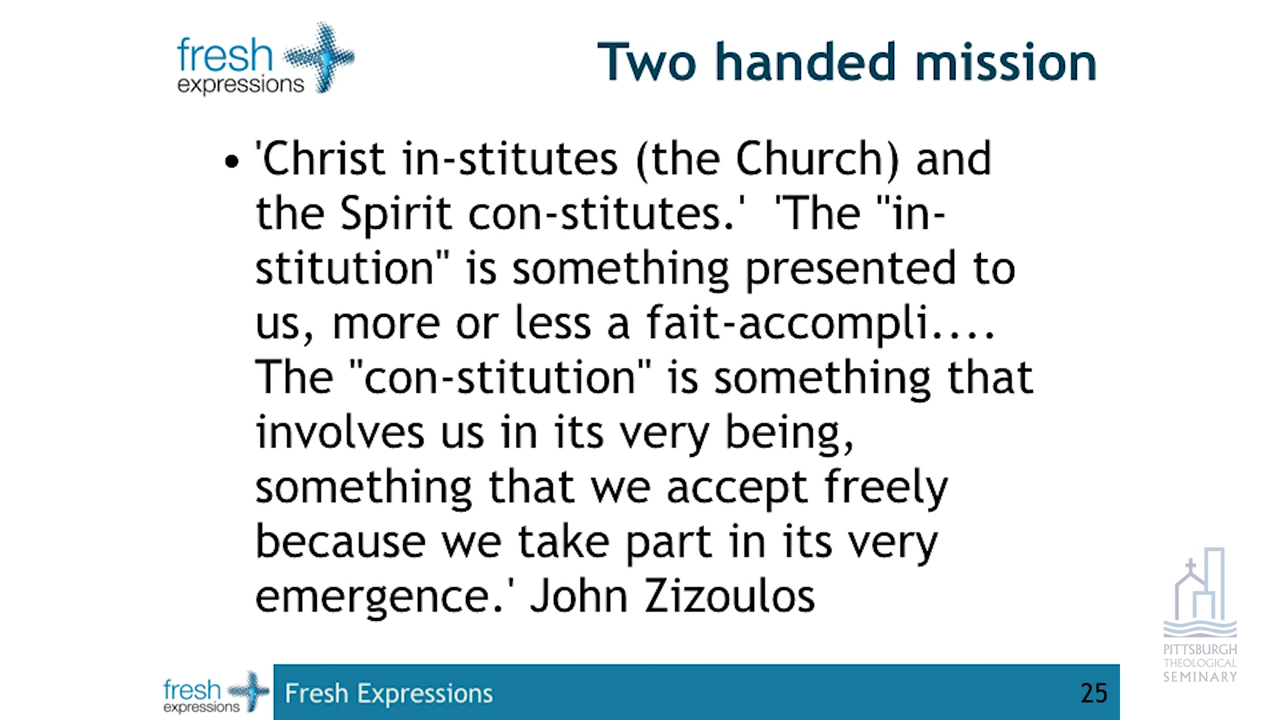 fresh
expressions
Two handed mission
• 'Christ in-stitutes (the Church) and
the Spirit con-stitutes.'  'The "in-
stitution" is something presented to
us, more or less a fait-accompli....
The "con-stitution" is something that
involves us in its very being,
something that we accept freely
because we take part in its very
emergence.' John Zizoulos
PITTSBURGH
THEOLOGICAL
SEMINARY
fresh
expressions
Fresh Expressions
25